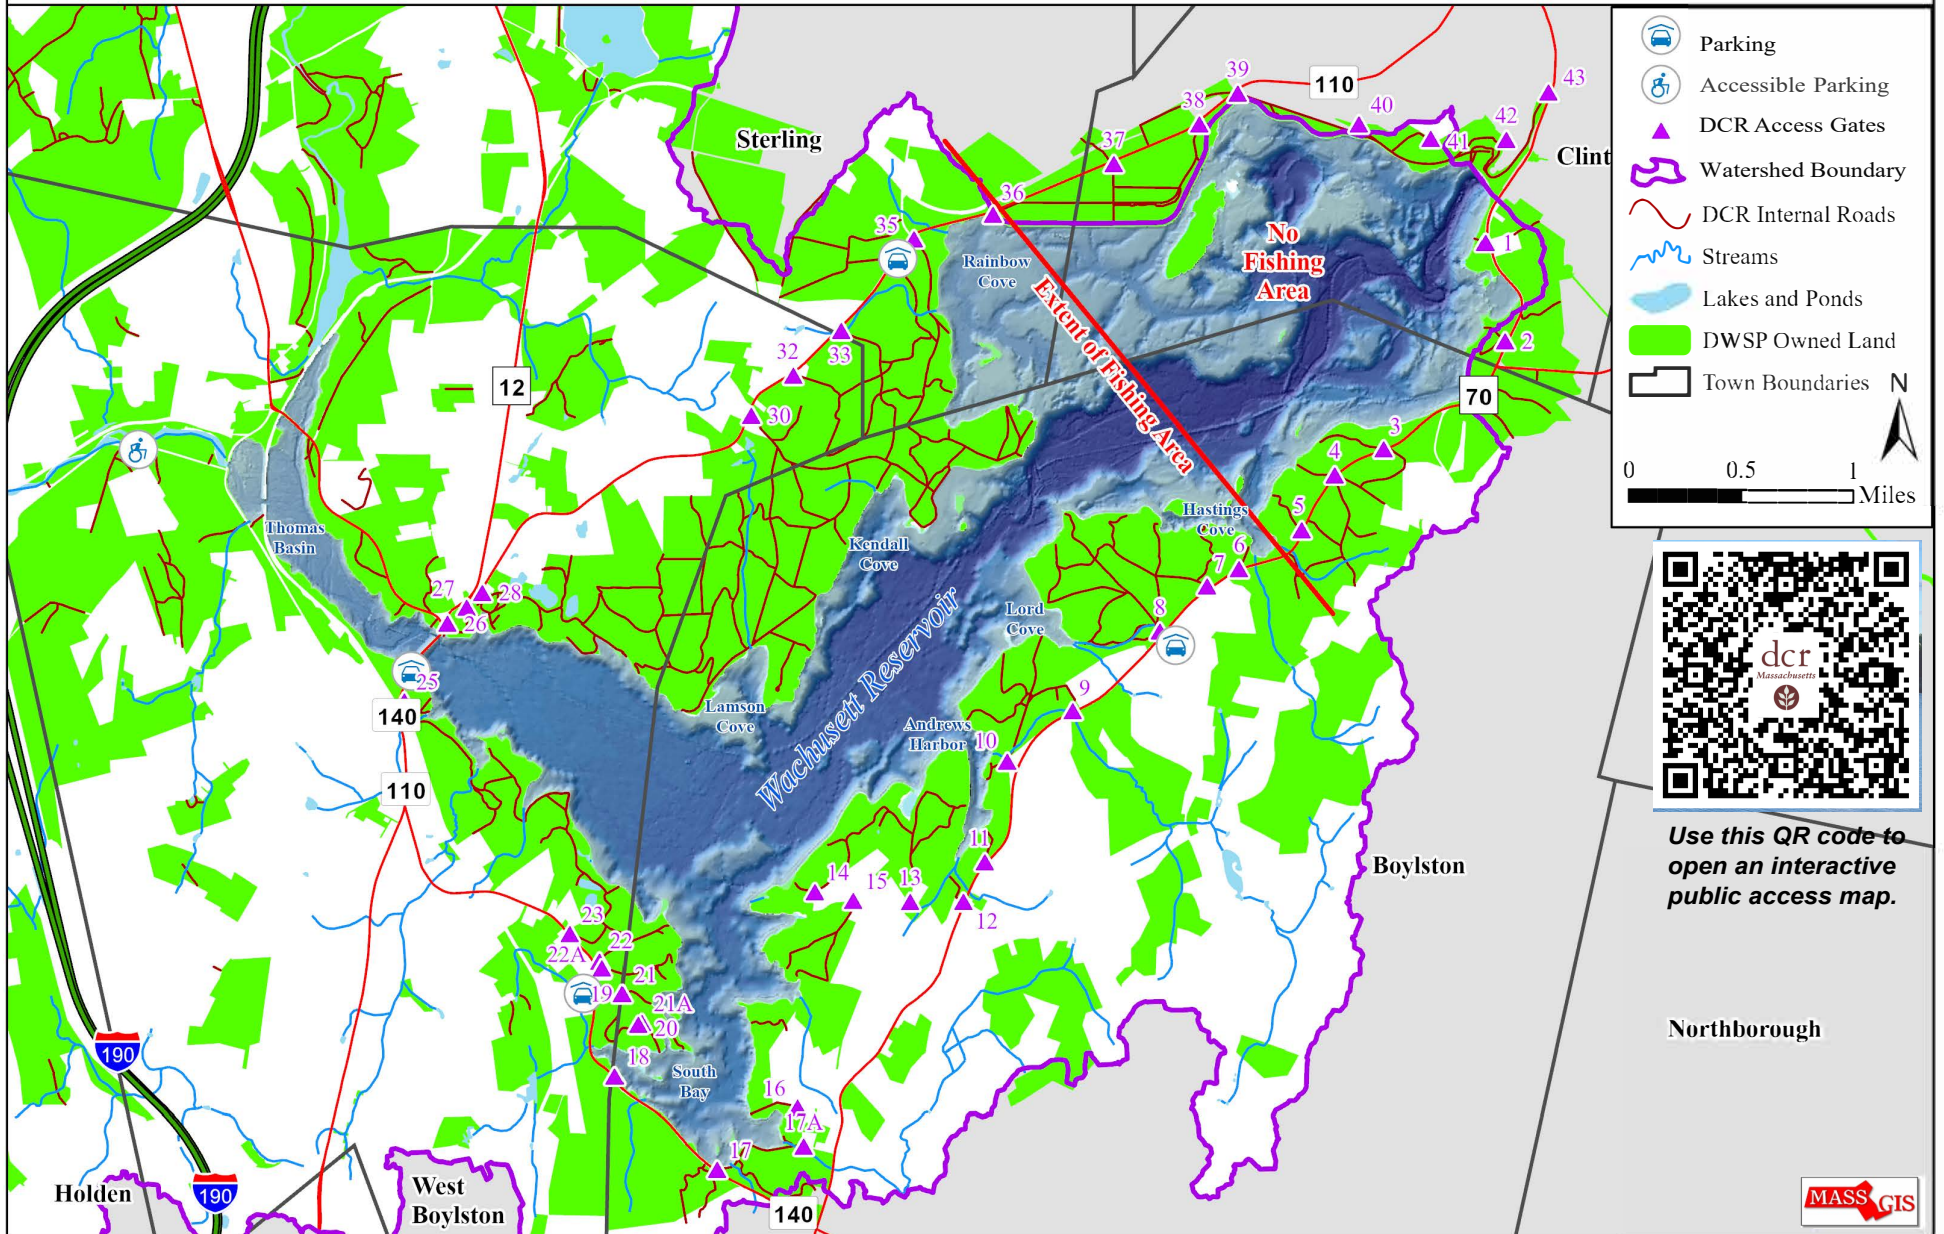 Parking
Accessible Parking
DCR Access Gates
Watershed Boundary
DCR Internal Roads
Streams
Lakes and Ponds
DWSP Owned Land
Town Boundaries
N
0 0.5 1
Miles
dcr
Massachusetts
Use this QR code to
open an interactive
public access map.
MASS GIS
Sterling
Clint
Boylston
Northborough
Holden
West
Boylston
No
Fishing
Area
Extent of Fishing Area
Wachusett Reservoir
Rainbow
Cove
Hastings
Cove
Kendall
Cove
Lord
Cove
Lamson
Cove
Andrews
Harbor
Thomas
Basin
South
Bay
110
12
70
140
110
140
190
190
39
43
38
40
42
41
37
36
35
1
33
32
2
30
3
4
5
6
7
8
28
27
26
25
9
10
11
14
15
13
12
23
22
22A
21
19
21A
20
18
16
17A
17